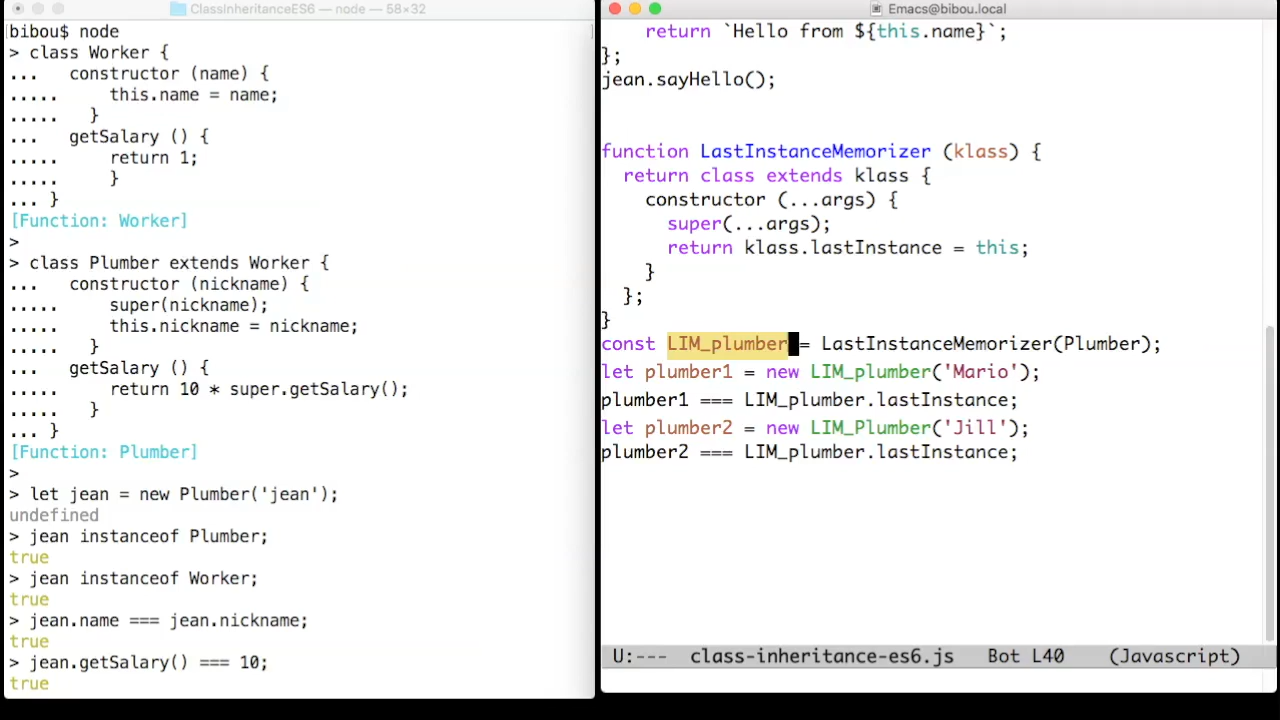 ClassInheritanceES6 — node — 58×32
bibou$ node
> class Worker {
...   constructor (name) {
.....     this.name = name;
.....   }
...   getSalary () {
.....     return 1;
.....     }
... }
[Function: Worker]
>
> class Plumber extends Worker {
...   constructor (nickname) {
.....     super(nickname);
.....     this.nickname = nickname;
.....   }
...   getSalary () {
.....     return 10 * super.getSalary();
.....   }
... }
[Function: Plumber]
>
> let jean = new Plumber('jean');
undefined
> jean instanceof Plumber;
true
> jean instanceof Worker;
true
> jean.name === jean.nickname;
true
> jean.getSalary() === 10;
true
Emacs@bibou.local
    return `Hello from ${this.name}`;
};
jean.sayHello();
function LastInstanceMemorizer (klass) {
  return class extends klass {
    constructor (...args) {
      super(...args);
      return klass.lastInstance = this;
    }
  };
}
const LIM_plumber = LastInstanceMemorizer(Plumber);
let plumber1 = new LIM_plumber('Mario');
plumber1 === LIM_plumber.lastInstance;
let plumber2 = new LIM_Plumber('Jill');
plumber2 === LIM_plumber.lastInstance;
U:---  class-inheritance-es6.js   Bot L40    (Javascript)